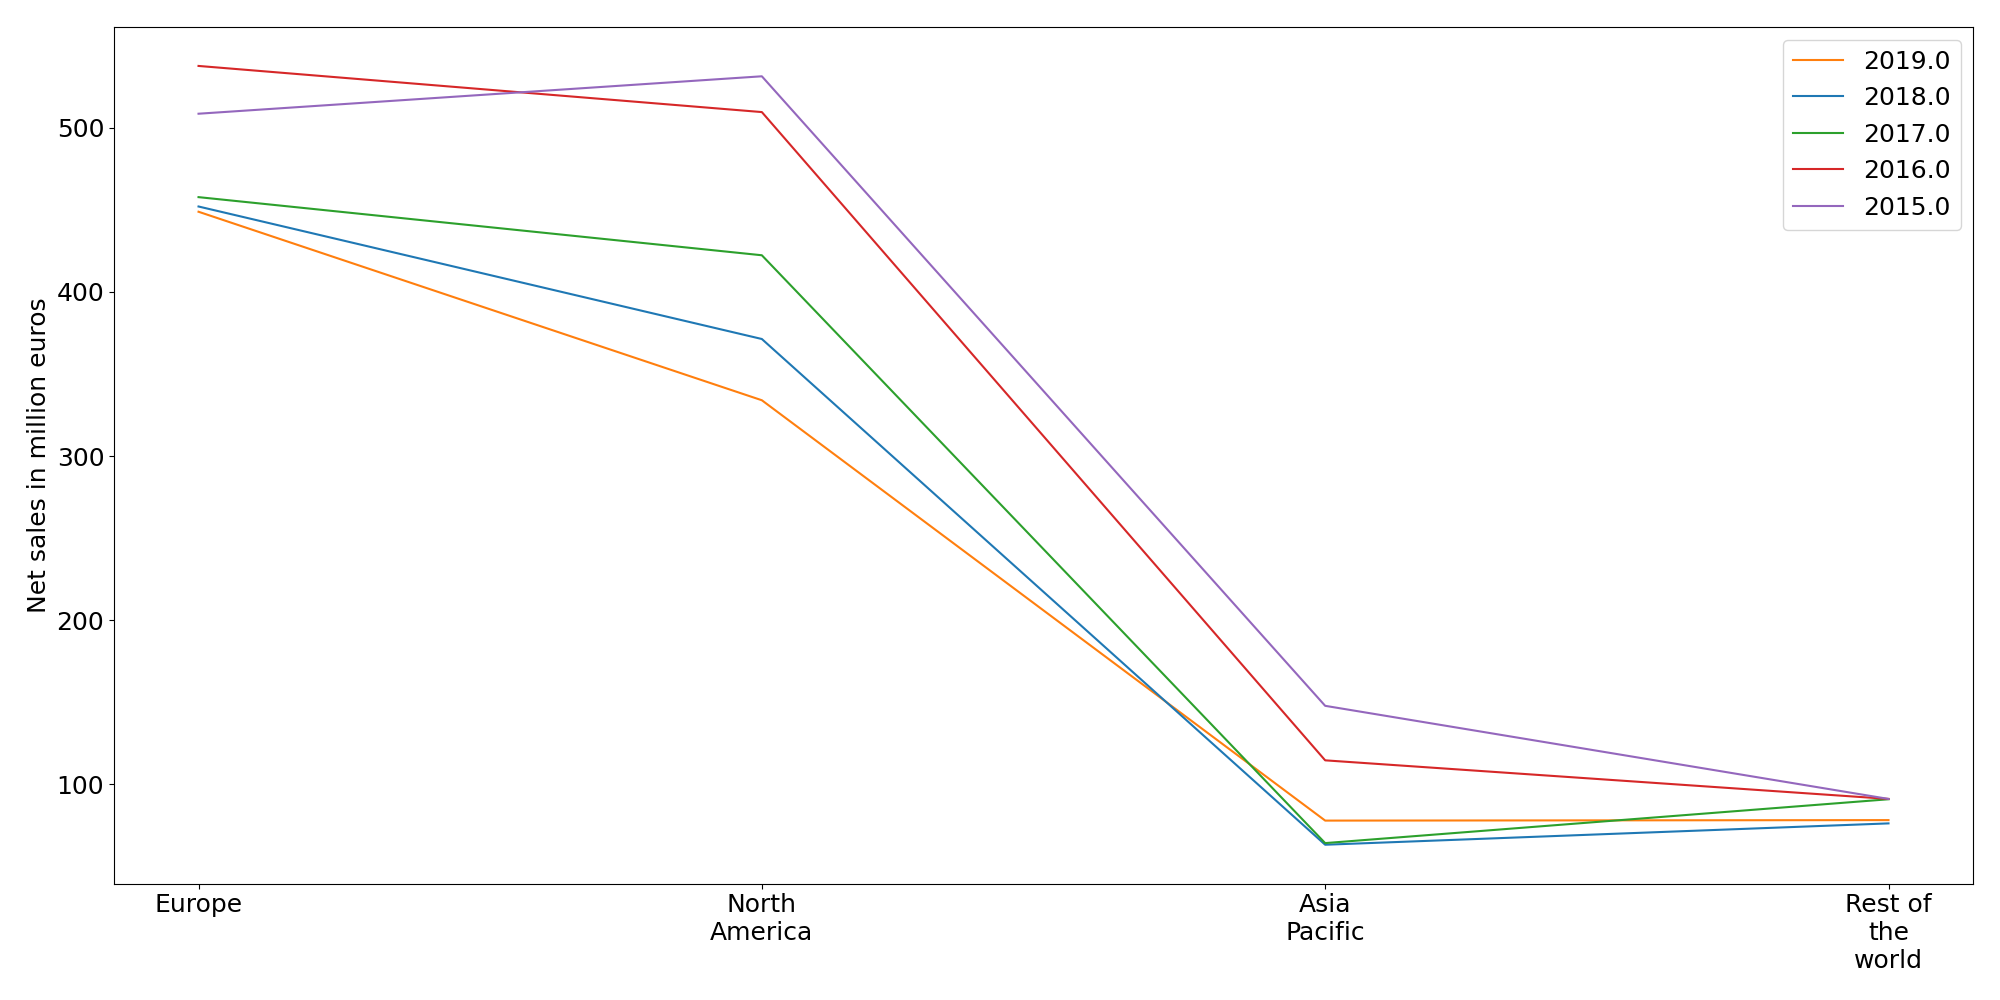 Net sales in million euros
500
400
300
200
100
Europe
North
America
Asia
Pacific
Rest of
the
world
2019.0
2018.0
2017.0
2016.0
2015.0